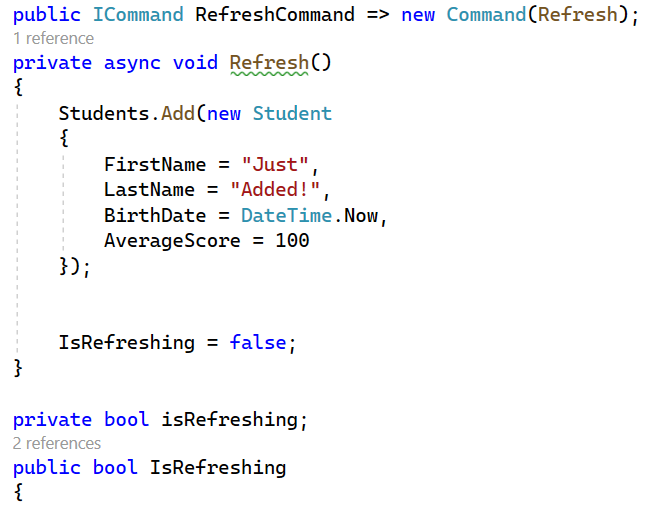 public ICommand RefreshCommand => new Command(Refresh);
1 reference
private async void Refresh()
{
    Students.Add(new Student
    {
        FirstName = "Just",
        LastName = "Added!",
        BirthDate = DateTime.Now,
        AverageScore = 100
    });
    IsRefreshing = false;
}
private bool isRefreshing;
2 references
public bool IsRefreshing
{